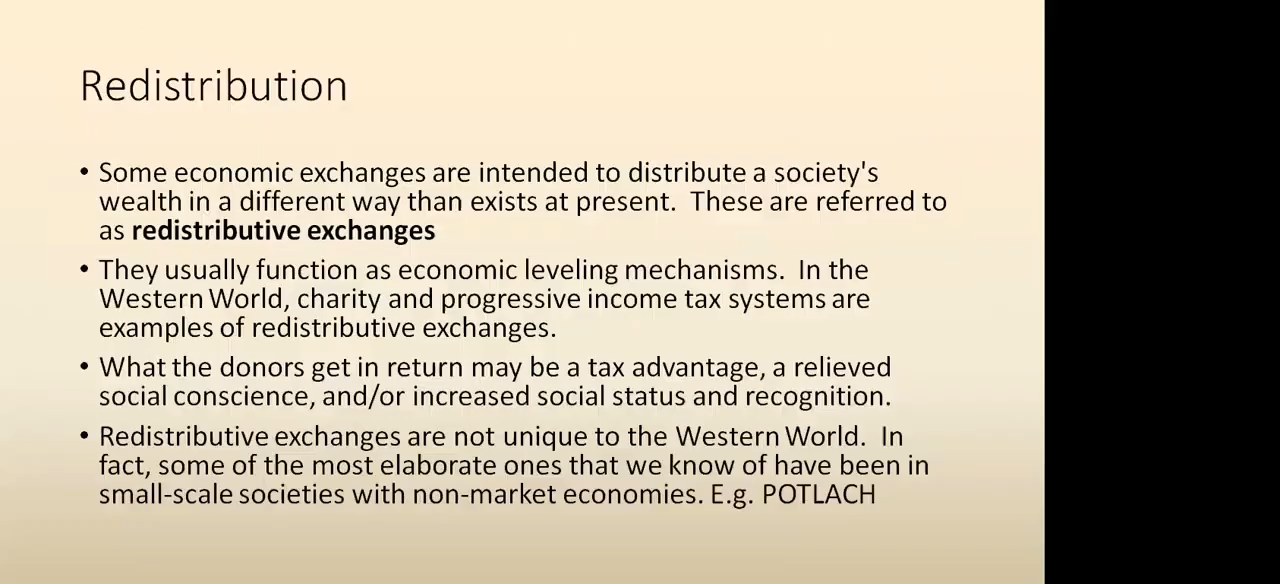 Redistribution
• Some economic exchanges are intended to distribute a society's
wealth in a different way than exists at present.  These are referred to
as redistributive exchanges
• They usually function as economic leveling mechanisms.  In the
Western World, charity and progressive income tax systems are
examples of redistributive exchanges.
• What the donors get in return may be a tax advantage, a relieved
social conscience, and/or increased social status and recognition.
• Redistributive exchanges are not unique to the Western World.  In
fact, some of the most elaborate ones that we know of have been in
small-scale societies with non-market economies. E.g. POTLACH